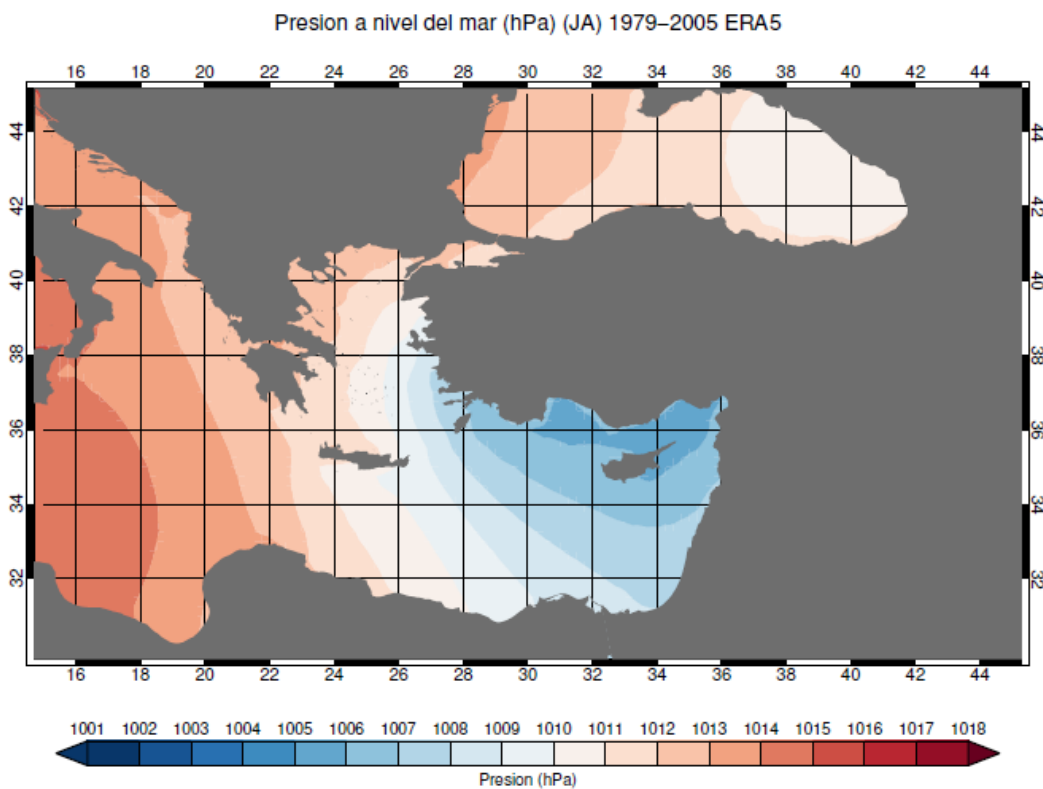 Presion a nivel del mar (hPa) (JA) 1979−2005 ERA5
16 18 20 22 24 26 28 30 32 34 36 38 40 42 44
44 44
42 42
40 40
38 38
36 36
34 34
32 32
16 18 20 22 24 26 28 30 32 34 36 38 40 42 44
1001 1002 1003 1004 1005 1006 1007 1008 1009 1010 1011 1012 1013 1014 1015 1016 1017 1018
Presion (hPa)